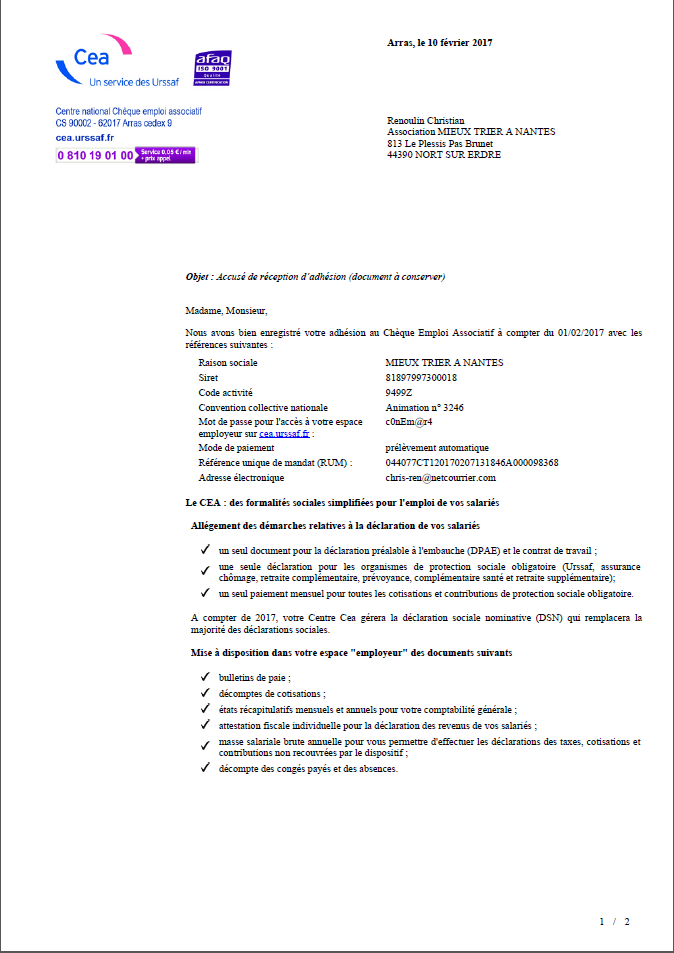 Cea
Un service des Urssaf
afaq
ISO 9001
Qualité
AFNOR CERTIFICATION
Arras, le 10 février 2017
Centre national Chèque emploi associatif
CS 90002 - 62017 Arras cedex 9
cea.urssaf.fr
0 810 19 01 00 Service 0,05 € / min
+ prix appel
Renoulin Christian
Association MIEUX TRIER A NANTES
813 Le Plessis Pas Brunet
44390 NORT SUR ERDRE
Objet : Accusé de réception d'adhésion (document à conserver)
Madame, Monsieur,
Nous avons bien enregistré votre adhésion au Chèque Emploi Associatif à compter du 01/02/2017 avec les
références suivantes :
Raison sociale MIEUX TRIER A NANTES
Siret 81897997300018
Code activité 9499Z
Convention collective nationale Animation n° 3246
Mot de passe pour l'accès à votre espace c0nEm@r4
employeur sur cea.urssaf.fr :
Mode de paiement prélèvement automatique
Référence unique de mandat (RUM) : 044077CT120170207131846A000098368
Adresse électronique chris-ren@netcourrier.com
Le CEA : des formalités sociales simplifiées pour l'emploi de vos salariés
Allégement des démarches relatives à la déclaration de vos salariés
✓ un seul document pour la déclaration préalable à l'embauche (DPAE) et le contrat de travail ;
✓ une seule déclaration pour les organismes de protection sociale obligatoire (Urssaf, assurance
chômage, retraite complémentaire, prévoyance, complémentaire santé et retraite supplémentaire);
✓ un seul paiement mensuel pour toutes les cotisations et contributions de protection sociale obligatoire.
A compter de 2017, votre Centre Cea gérera la déclaration sociale nominative (DSN) qui remplacera la
majorité des déclarations sociales.
Mise à disposition dans votre espace "employeur" des documents suivants
✓ bulletins de paie ;
✓ décomptes de cotisations ;
✓ états récapitulatifs mensuels et annuels pour votre comptabilité générale ;
✓ attestation fiscale individuelle pour la déclaration des revenus de vos salariés ;
✓ masse salariale brute annuelle pour vous permettre d'effectuer les déclarations des taxes, cotisations et
contributions non recouvrées par le dispositif ;
✓ décompte des congés payés et des absences.
1 / 2